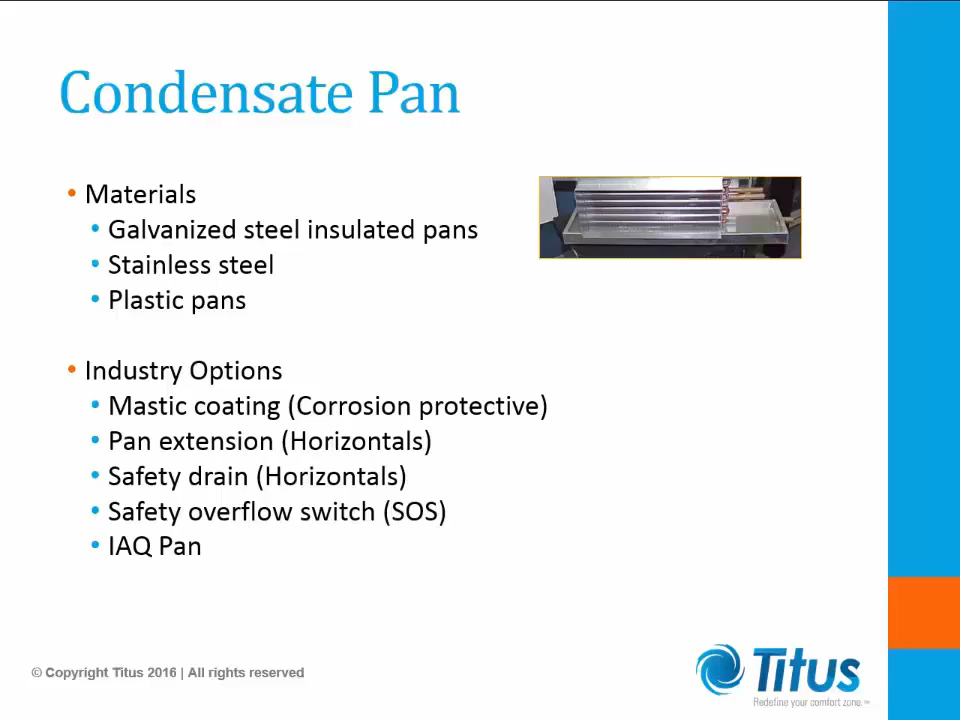 Condensate Pan
• Materials
• Galvanized steel insulated pans
• Stainless steel
• Plastic pans
• Industry Options
• Mastic coating (Corrosion protective)
• Pan extension (Horizontals)
• Safety drain (Horizontals)
• Safety overflow switch (SOS)
• IAQ Pan
© Copyright Titus 2016 | All rights reserved
Titus
Redefine your comfort zone.™